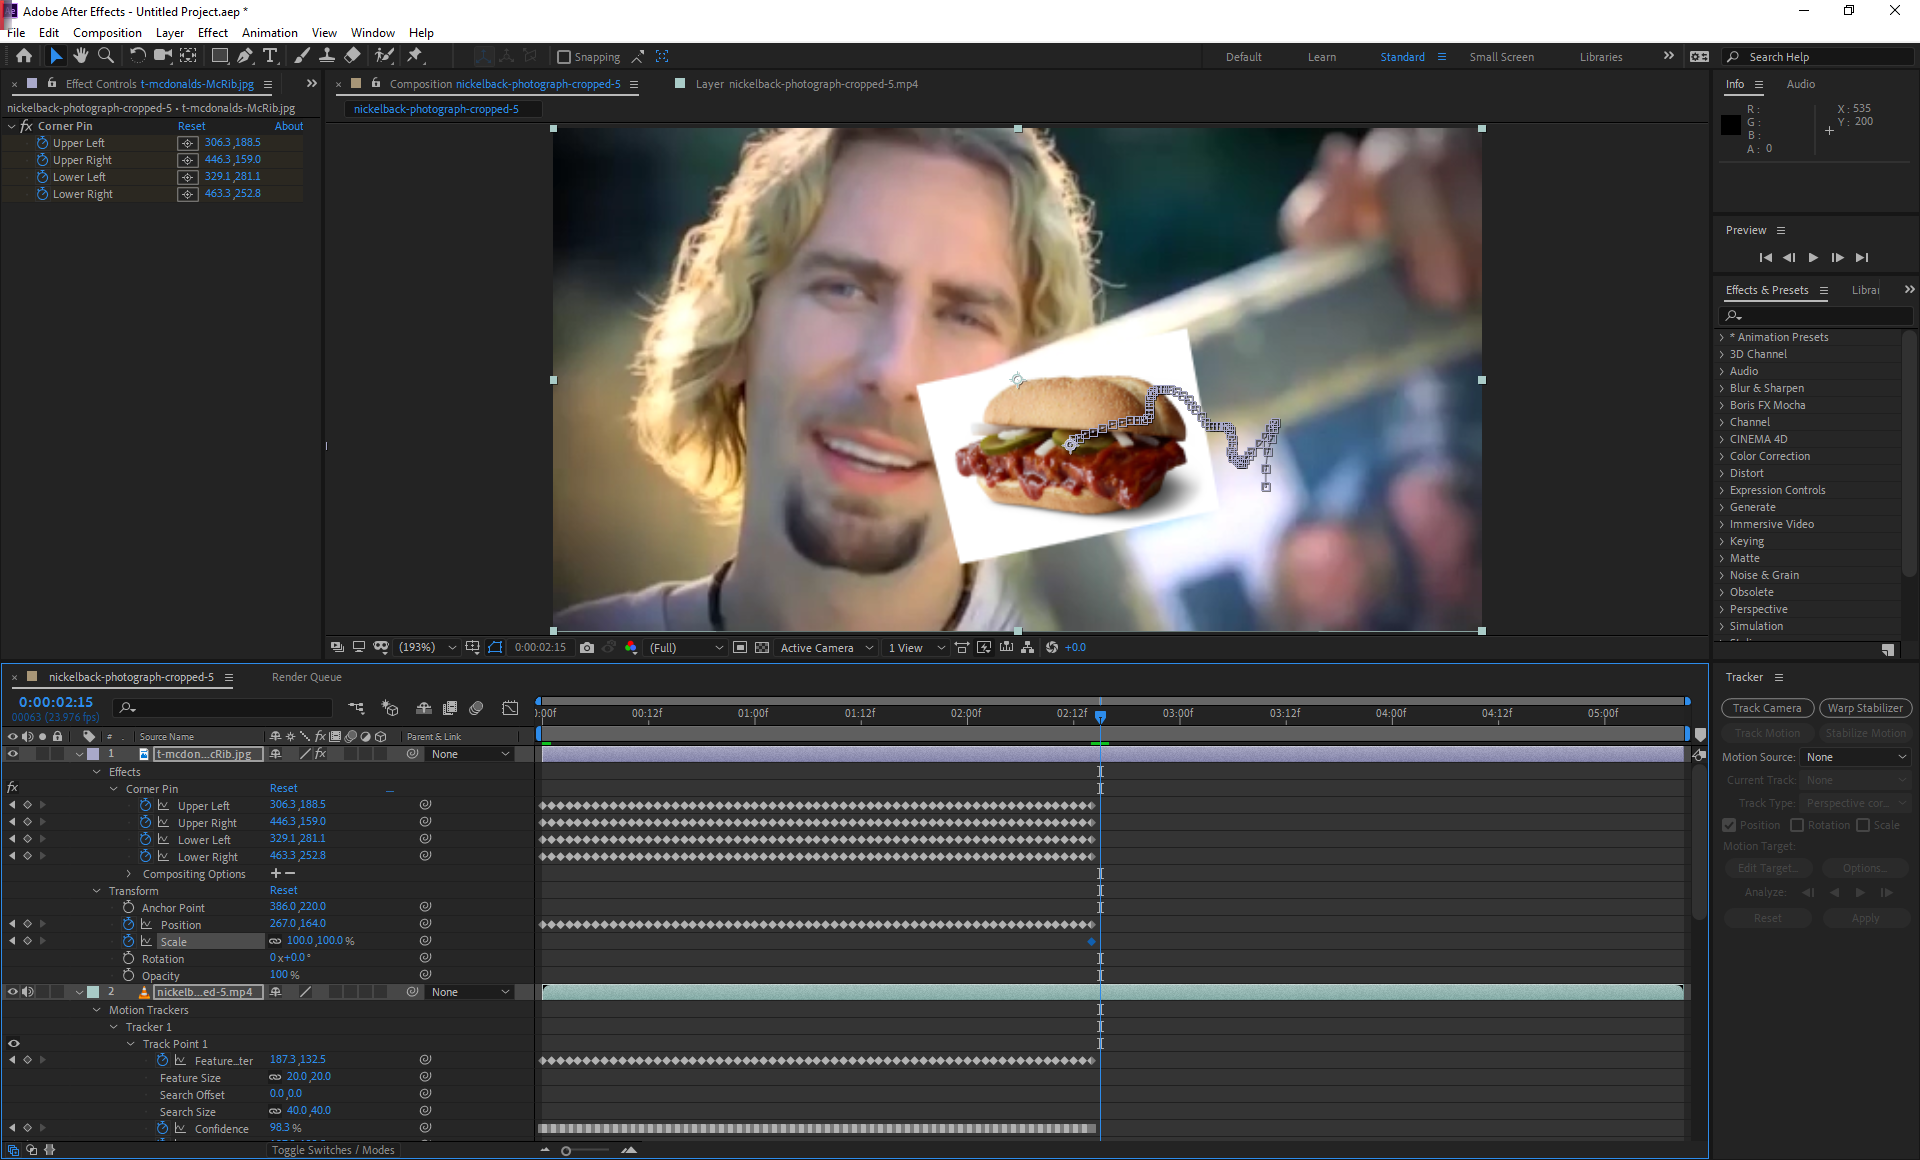 Adobe After Effects - Untitled Project.aep *
File Edit Composition Layer Effect Animation View Window Help
Snapping
Default Learn Standard Small Screen Libraries
Search Help
Effect Controls t-mcdonalds-McRib.jpg
nickelback-photograph-cropped-5 • t-mcdonalds-McRib.jpg
fx Corner Pin Reset About
Upper Left 306.3,188.5
Upper Right 446.3,159.0
Lower Left 329.1,281.1
Lower Right 463.3,252.8
Composition nickelback-photograph-cropped-5
Layer nickelback-photograph-cropped-5.mp4
nickelback-photograph-cropped-5
(193%) 0:00:02:15 (Full) Active Camera 1 View +0.0
Info Audio
R: X: 535
G: Y: 200
B:
A: 0
Preview
Effects & Presets Librar
* Animation Presets
3D Channel
Audio
Blur & Sharpen
Boris FX Mocha
Channel
CINEMA 4D
Color Correction
Distort
Expression Controls
Generate
Immersive Video
Keying
Matte
Noise & Grain
Obsolete
Perspective
Simulation
nickelback-photograph-cropped-5 Render Queue
0:00:02:15
00063 (23.976 fps)
):00f 00:12f 01:00f 01:12f 02:00f 02:12f 03:00f 03:12f 04:00f 04:12f 05:00f
# . Source Name fx Parent & Link
1 t-mcdon...cRib.jpg fx None
Effects
fx Corner Pin Reset
Upper Left 306.3,188.5
Upper Right 446.3,159.0
Lower Left 329.1,281.1
Lower Right 463.3,252.8
Compositing Options + −
Transform Reset
Anchor Point 386.0,220.0
Position 267.0,164.0
Scale 100.0,100.0 %
Rotation 0x+0.0°
Opacity 100 %
2 nickelb...ed-5.mp4 None
Motion Trackers
Tracker 1
Track Point 1
Feature...ter 187.3,132.5
Feature Size 20.0,20.0
Search Offset 0.0,0.0
Search Size 40.0,40.0
Confidence 98.3 %
Toggle Switches / Modes
Tracker
Track Camera Warp Stabilizer
Track Motion Stabilize Motion
Motion Source: None
Current Track: None
Track Type: Perspective cor...
Position Rotation Scale
Motion Target:
Edit Target... Options...
Analyze:
Reset Apply